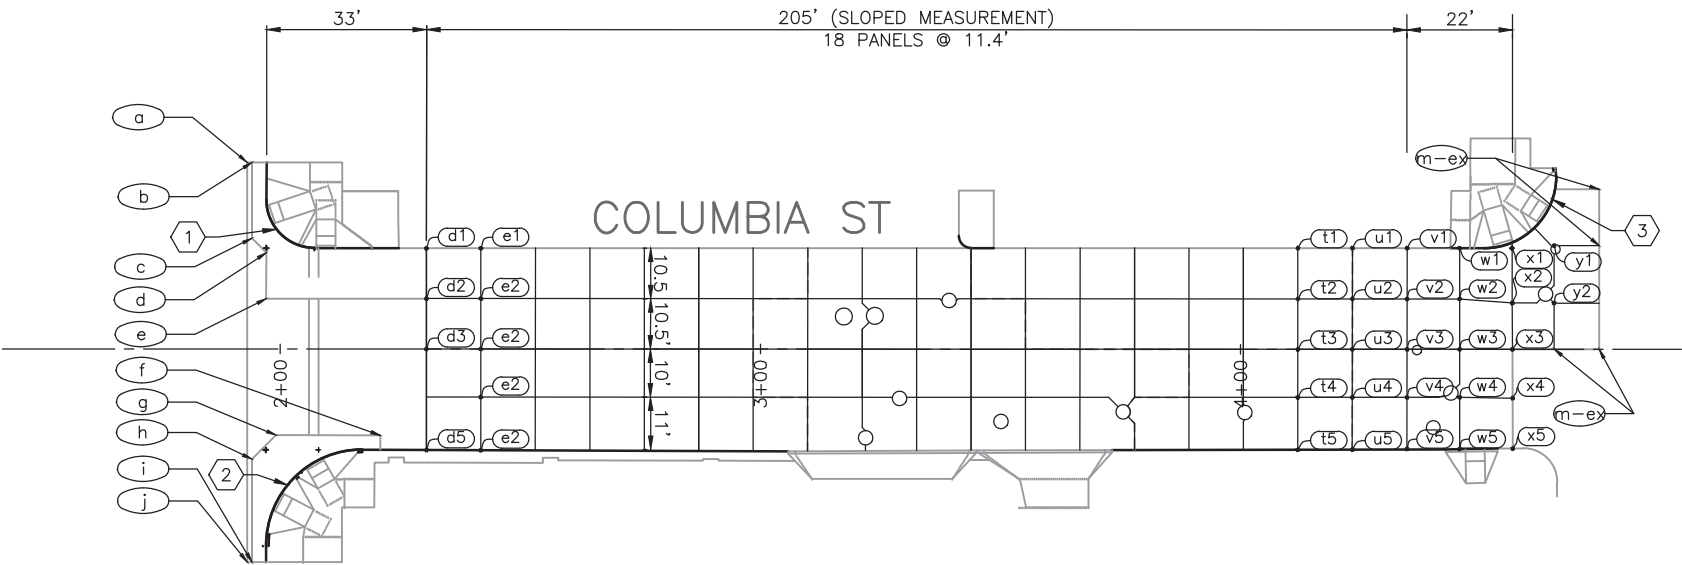 33'
205' (SLOPED MEASUREMENT)
22'
18 PANELS @ 11.4'
a
b
1
c
d
e
f
g
h
i
2
j
COLUMBIA ST
m-ex
3
d1
e1
t1
u1
v1
w1
x1
y1
x2
d2
e2
t2
u2
v2
w2
y2
d3
e2
t3
u3
v3
w3
x3
e2
t4
u4
v4
w4
x4
m-ex
d5
e2
t5
u5
v5
w5
x5
10.5
10.5'
10'
11'
2+00
3+00
4+00